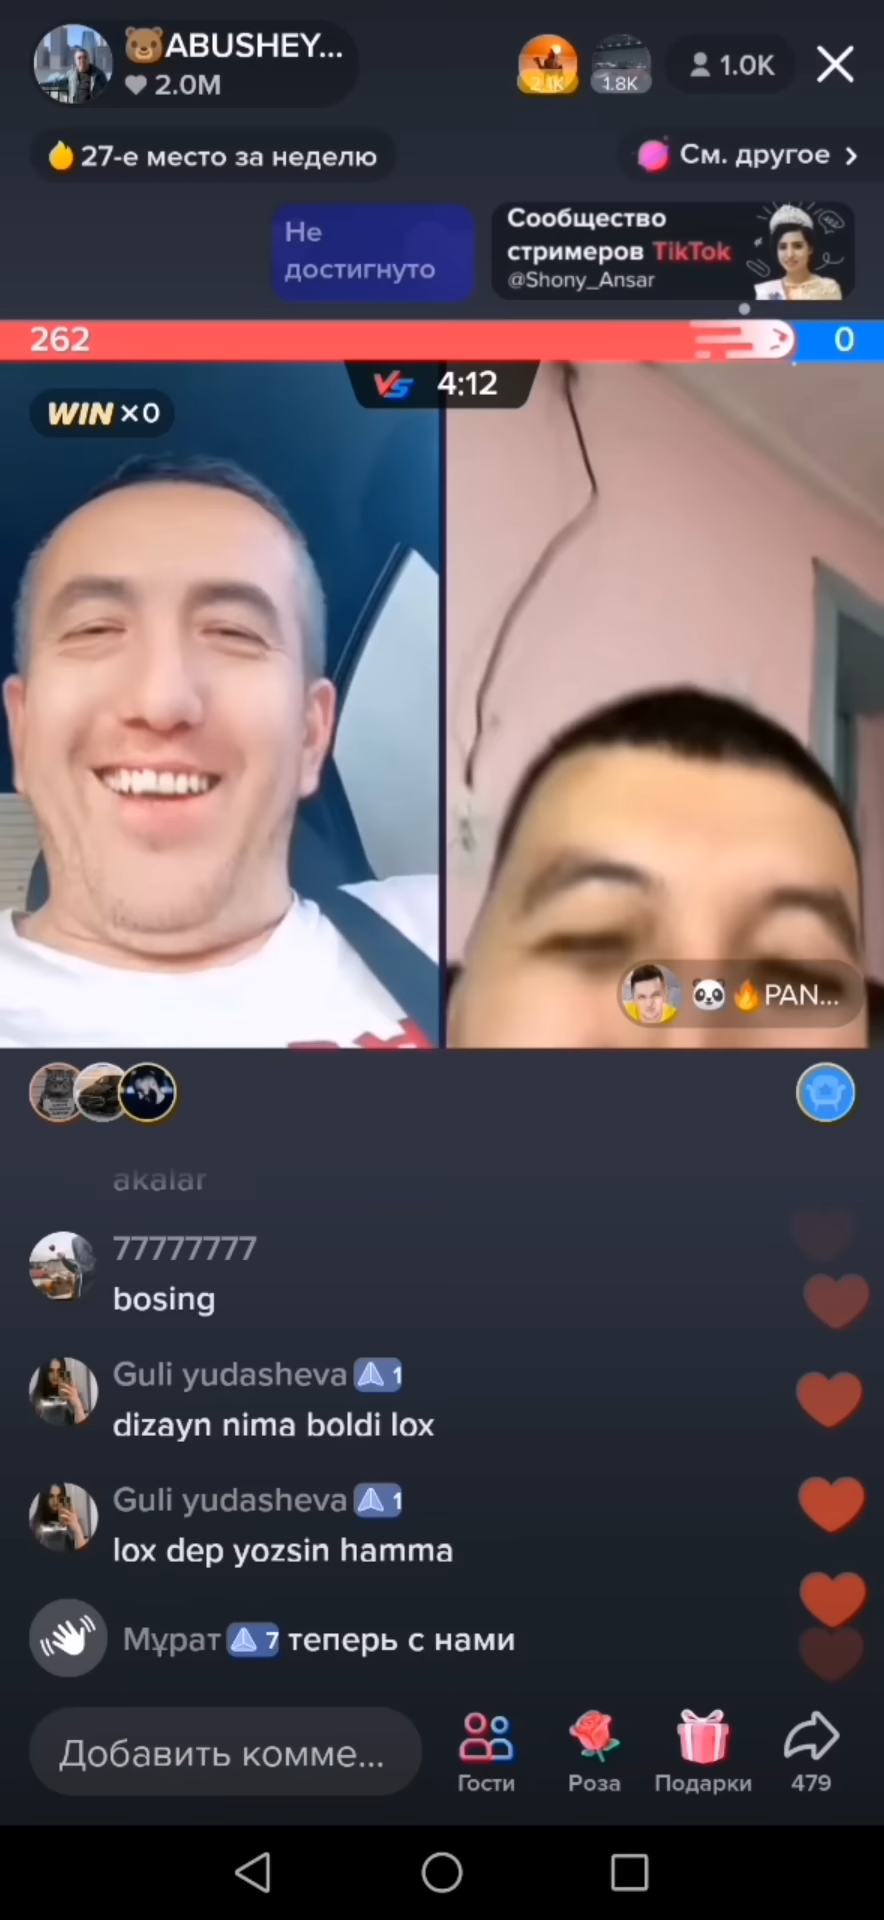 🐻ABUSHEY...
2.0M
2.1K
1.8K
1.0K
27-е место за неделю
См. другое
Не
достигнуто
Сообщество
стримеров TikTok
@Shony_Ansar
262
0
VS 4:12
WIN ×0
🐼🔥PAN...
akalar
77777777
bosing
Guli yudasheva 1
dizayn nima boldi lox
Guli yudasheva 1
lox dep yozsin hamma
Мұрат 7 теперь с нами
Добавить комме...
Гости
Роза
Подарки
479